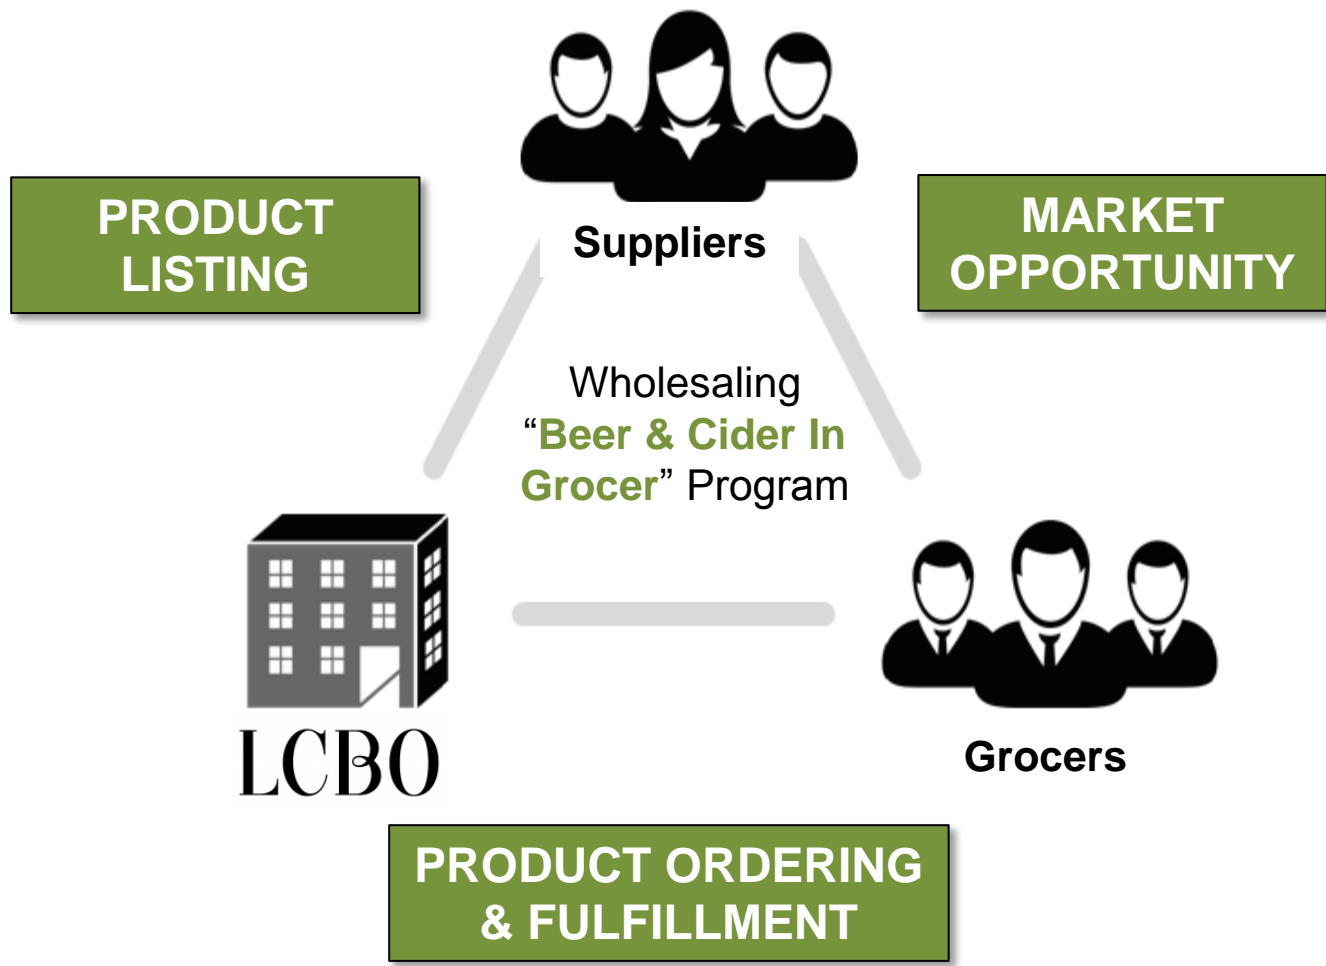 Suppliers
PRODUCT
LISTING
MARKET
OPPORTUNITY
Wholesaling
“Beer & Cider In
Grocer” Program
LCBO
Grocers
PRODUCT ORDERING
& FULFILLMENT